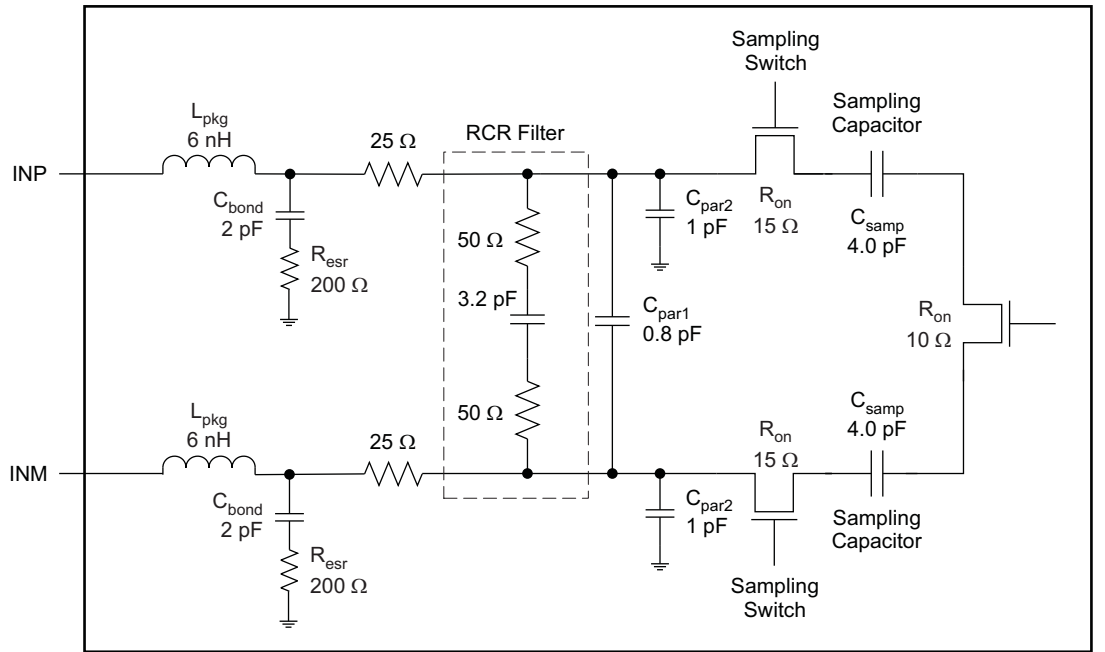 Sampling
Switch
Sampling
Capacitor
L_pkg
6 nH
25 Ω
RCR Filter
INP
C_bond
2 pF
R_esr
200 Ω
50 Ω
3.2 pF
50 Ω
C_par2
1 pF
C_par1
0.8 pF
R_on
15 Ω
C_samp
4.0 pF
R_on
10 Ω
L_pkg
6 nH
25 Ω
INM
C_bond
2 pF
R_esr
200 Ω
C_par2
1 pF
R_on
15 Ω
C_samp
4.0 pF
Sampling
Capacitor
Sampling
Switch